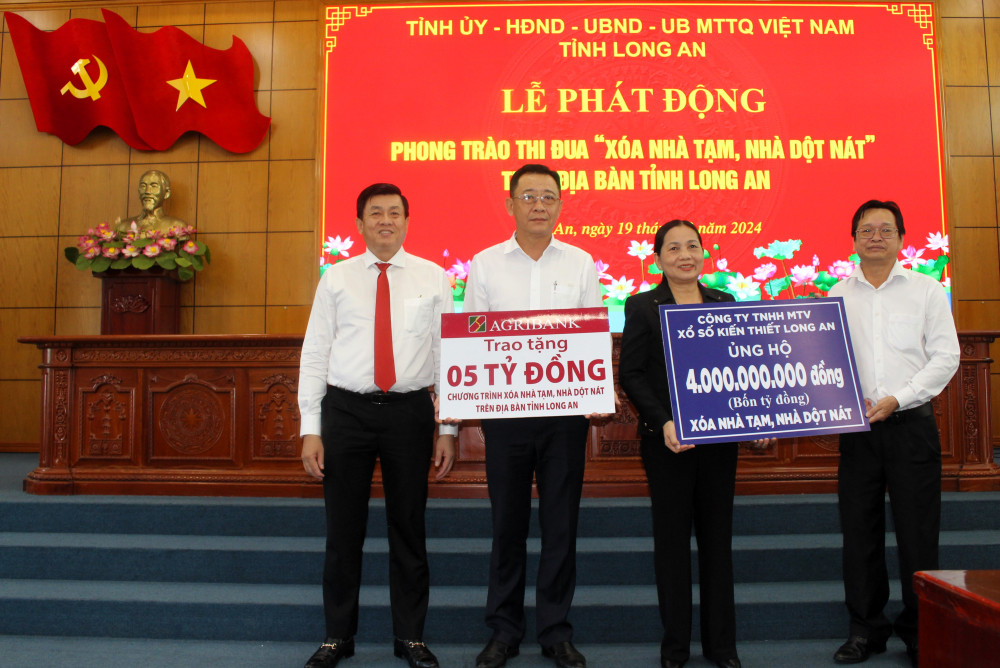 TỈNH ỦY - HĐND - UBND - UB MTTQ VIỆT NAM
TỈNH LONG AN
LỄ PHÁT ĐỘNG
PHONG TRÀO THI ĐUA “XÓA NHÀ TẠM, NHÀ DỘT NÁT”
ĐỊA BÀN TỈNH LONG AN
An, ngày 19 năm 2024
AGRIBANK
Trao tặng
05 TỶ ĐỒNG
CHƯƠNG TRÌNH XÓA NHÀ TẠM, NHÀ DỘT NÁT
TRÊN ĐỊA BÀN TỈNH LONG AN
CÔNG TY TNHH MTV
XỔ SỐ KIẾN THIẾT LONG AN
ỦNG HỘ
4.000.000.000 đồng
(Bốn tỷ đồng)
XÓA NHÀ TẠM, NHÀ DỘT NÁT